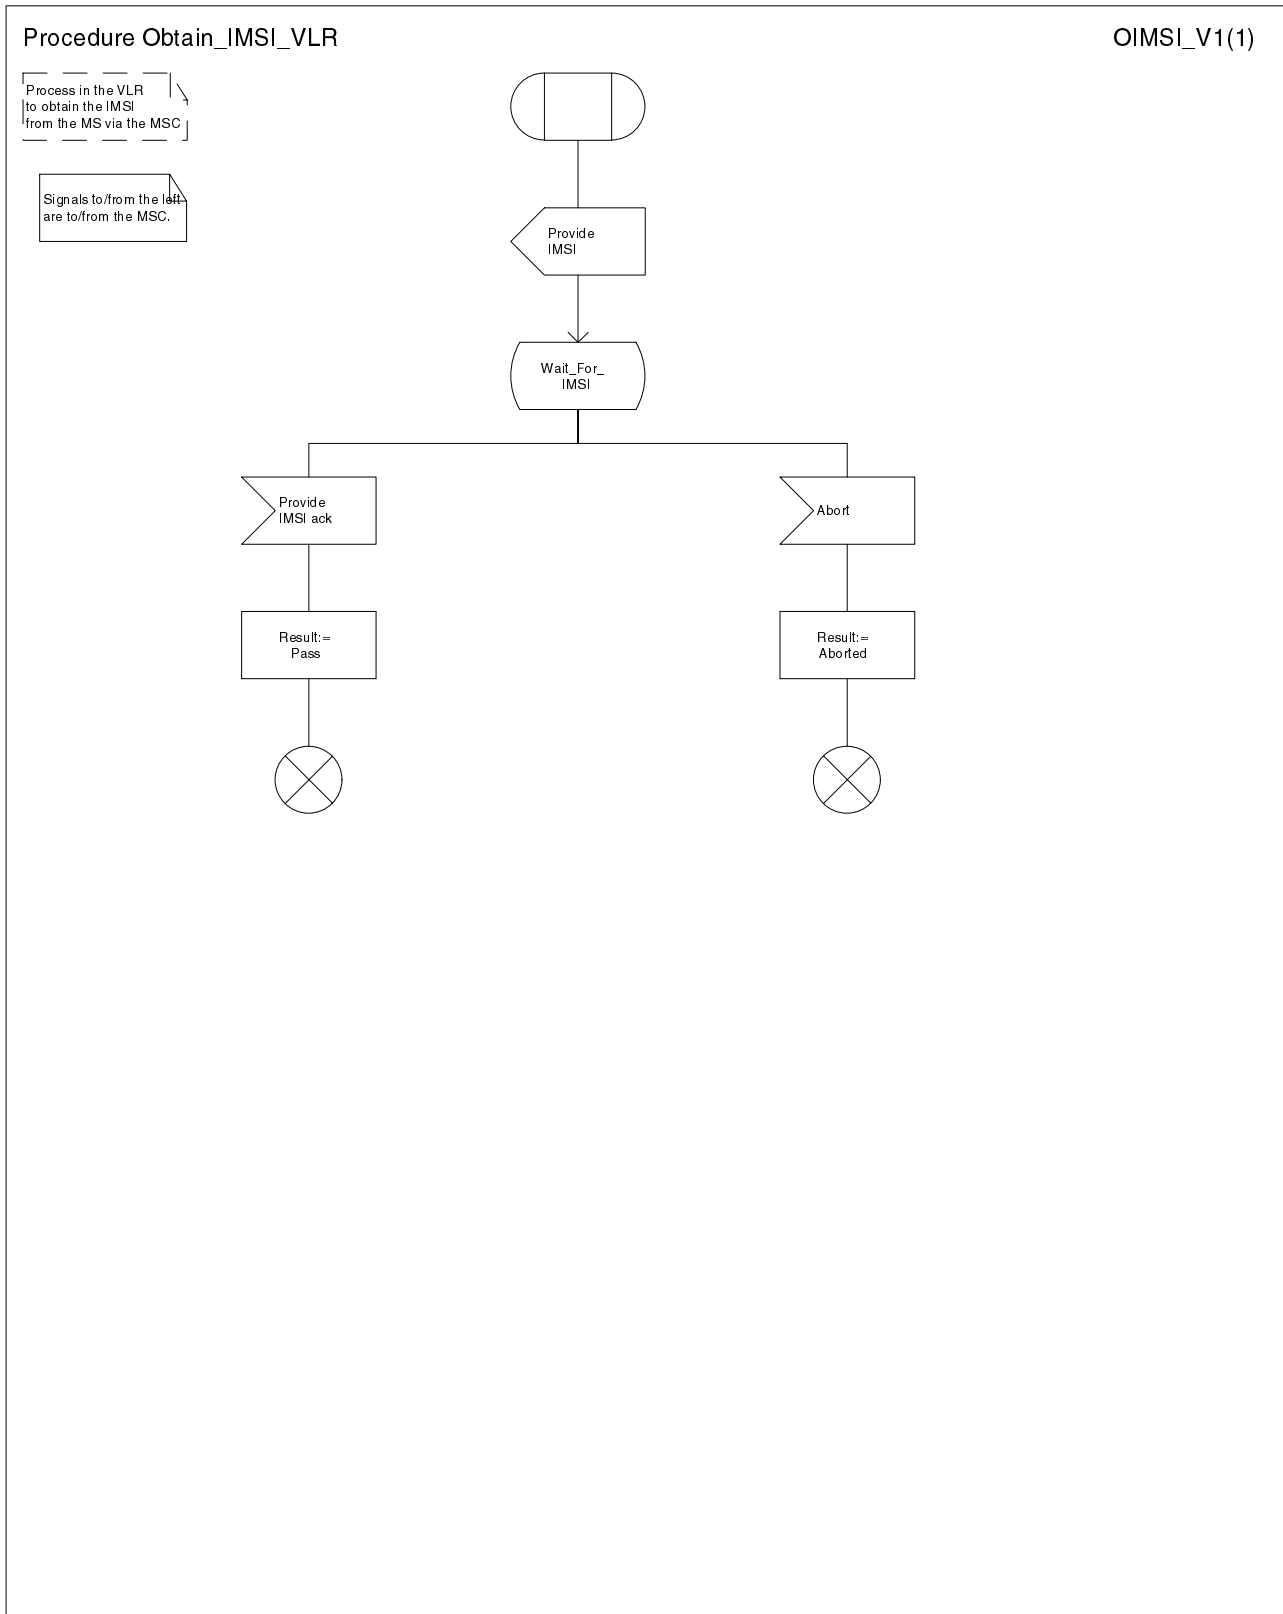 Procedure Obtain_IMSI_VLR
OIMSI_V1(1)
Process in the VLR
to obtain the IMSI
from the MS via the MSC
Signals to/from the left
are to/from the MSC.
Provide
IMSI
Wait_For_
IMSI
Provide
IMSI ack
Abort
Result:=
Pass
Result:=
Aborted